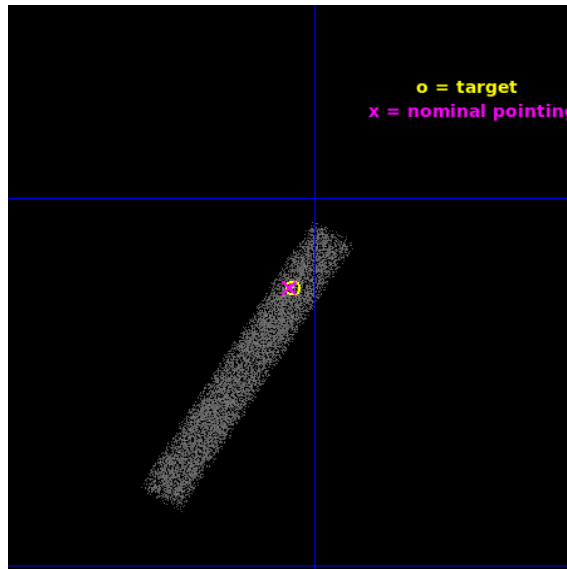 o = target
x = nominal pointing